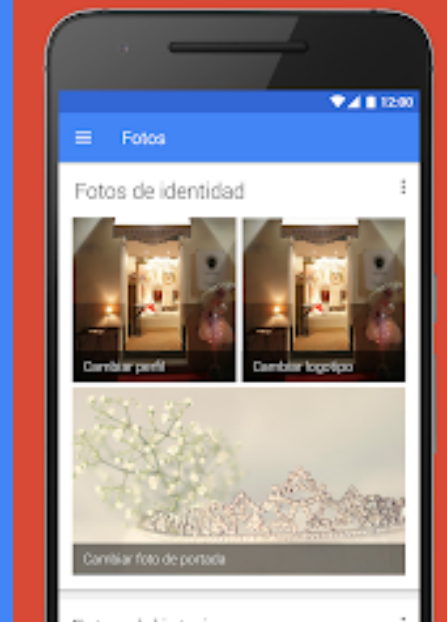 12:00
Fotos
Fotos de identidad
Cambiar perfil
Cambiar logotipo
Cambiar foto de portada